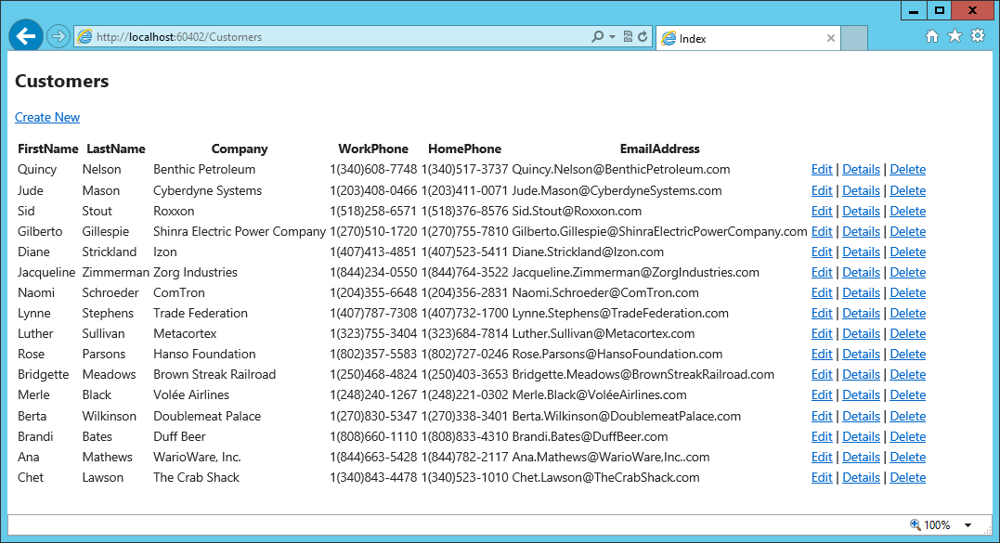 http://localhost:60402/Customers
Index
Customers
Create New
FirstName LastName Company WorkPhone HomePhone EmailAddress
Quincy Nelson Benthic Petroleum 1(340)608-7748 1(340)517-3737 Quincy.Nelson@BenthicPetroleum.com Edit | Details | Delete
Jude Mason Cyberdyne Systems 1(203)408-0466 1(203)411-0071 Jude.Mason@CyberdyneSystems.com Edit | Details | Delete
Sid Stout Roxxon 1(518)258-6571 1(518)376-8576 Sid.Stout@Roxxon.com Edit | Details | Delete
Gilberto Gillespie Shinra Electric Power Company 1(270)510-1720 1(270)755-7810 Gilberto.Gillespie@ShinraElectricPowerCompany.com Edit | Details | Delete
Diane Strickland Izon 1(407)413-4851 1(407)523-5411 Diane.Strickland@Izon.com Edit | Details | Delete
Jacqueline Zimmerman Zorg Industries 1(844)234-0550 1(844)764-3522 Jacqueline.Zimmerman@ZorgIndustries.com Edit | Details | Delete
Naomi Schroeder ComTron 1(204)355-6648 1(204)356-2831 Naomi.Schroeder@ComTron.com Edit | Details | Delete
Lynne Stephens Trade Federation 1(407)787-7308 1(407)732-1700 Lynne.Stephens@TradeFederation.com Edit | Details | Delete
Luther Sullivan Metacortex 1(323)755-3404 1(323)684-7814 Luther.Sullivan@Metacortex.com Edit | Details | Delete
Rose Parsons Hanso Foundation 1(802)357-5583 1(802)727-0246 Rose.Parsons@HansoFoundation.com Edit | Details | Delete
Bridgette Meadows Brown Streak Railroad 1(250)468-4824 1(250)403-3653 Bridgette.Meadows@BrownStreakRailroad.com Edit | Details | Delete
Merle Black Volée Airlines 1(248)240-1267 1(248)221-0302 Merle.Black@VoléeAirlines.com Edit | Details | Delete
Berta Wilkinson Doublemeat Palace 1(270)830-5347 1(270)338-3401 Berta.Wilkinson@DoublemeatPalace.com Edit | Details | Delete
Brandi Bates Duff Beer 1(808)660-1110 1(808)833-4310 Brandi.Bates@DuffBeer.com Edit | Details | Delete
Ana Mathews WarioWare, Inc. 1(844)663-5428 1(844)782-2117 Ana.Mathews@WarioWare,Inc..com Edit | Details | Delete
Chet Lawson The Crab Shack 1(340)843-4478 1(340)523-1010 Chet.Lawson@TheCrabShack.com Edit | Details | Delete
100%